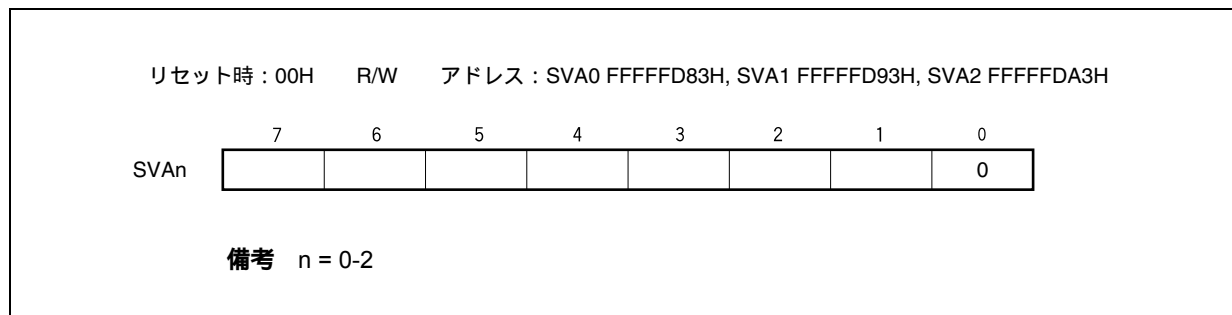 リセット時：00H R/W アドレス：SVA0 FFFFFD83H, SVA1 FFFFFD93H, SVA2 FFFFFDA3H
7 6 5 4 3 2 1 0
SVAn 0
備考 n = 0-2